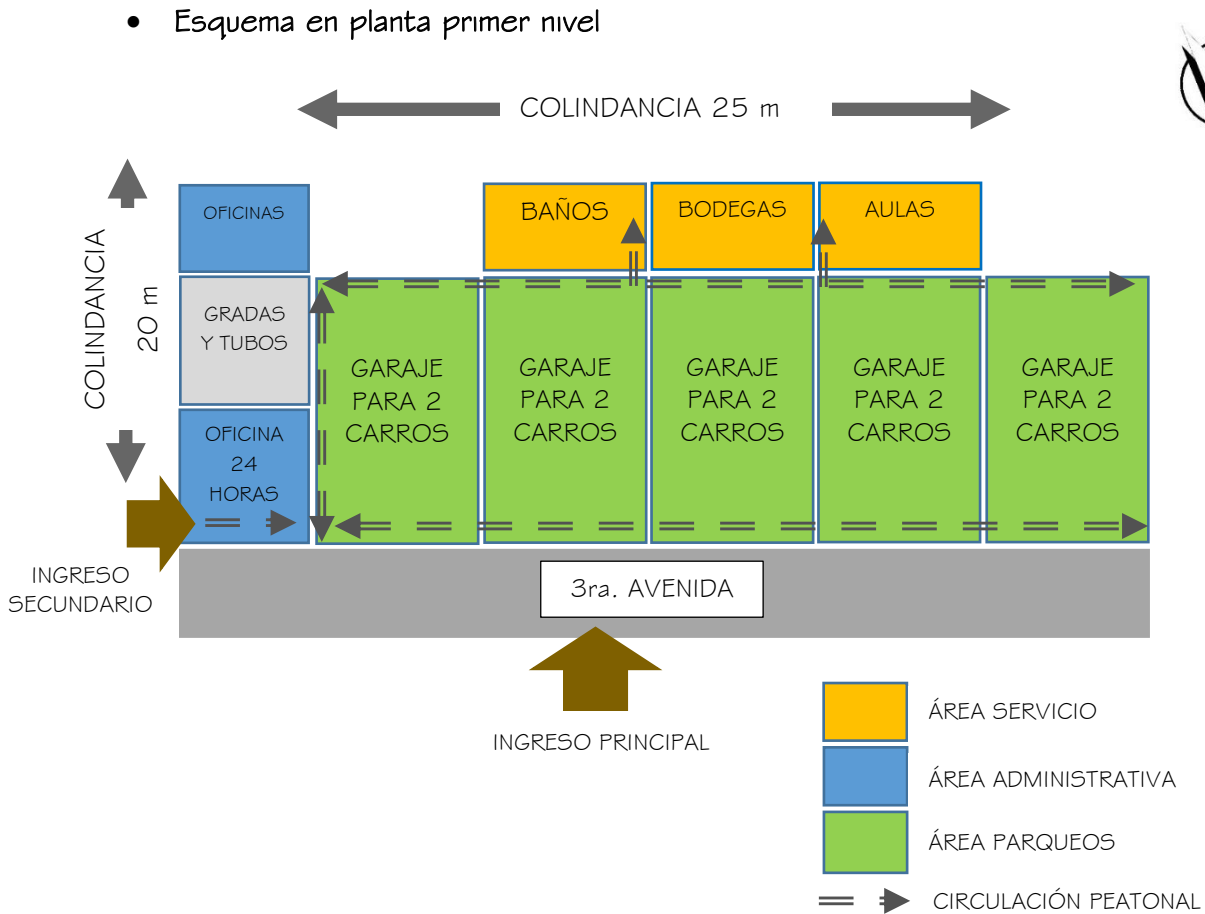 • Esquema en planta primer nivel
COLINDANCIA 25 m
COLINDANCIA
20 m
OFICINAS
BAÑOS
BODEGAS
AULAS
GRADAS
Y TUBOS
GARAJE
PARA 2
CARROS
GARAJE
PARA 2
CARROS
GARAJE
PARA 2
CARROS
GARAJE
PARA 2
CARROS
GARAJE
PARA 2
CARROS
OFICINA
24
HORAS
INGRESO
SECUNDARIO
3ra. AVENIDA
INGRESO PRINCIPAL
ÁREA SERVICIO
ÁREA ADMINISTRATIVA
ÁREA PARQUEOS
CIRCULACIÓN PEATONAL